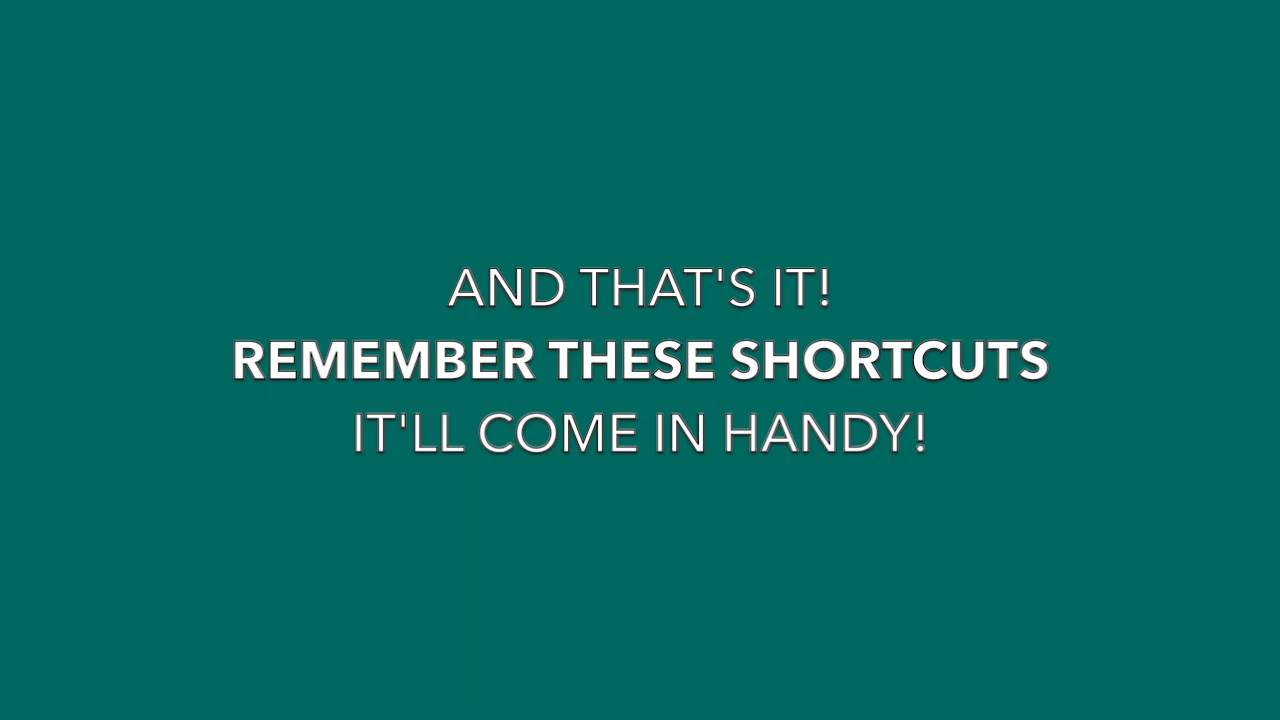 AND THAT'S IT!
REMEMBER THESE SHORTCUTS
IT'LL COME IN HANDY!